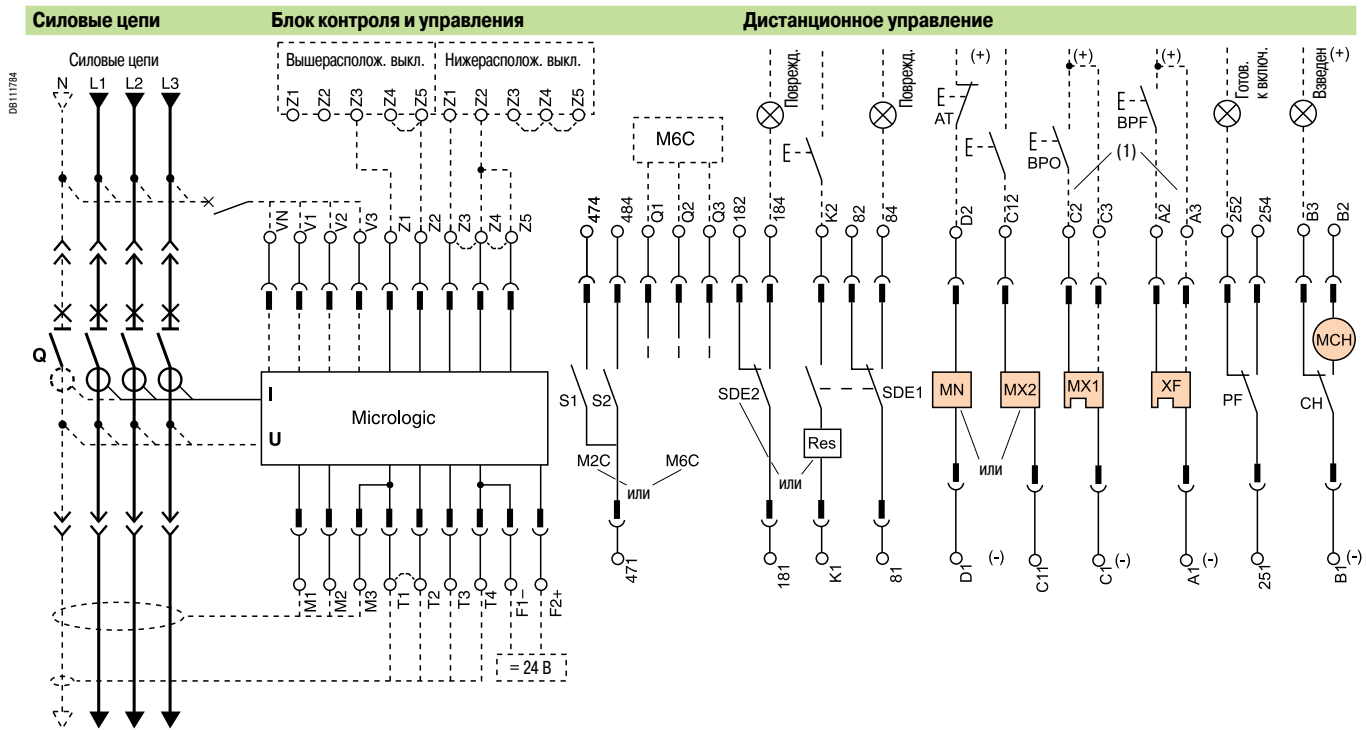 Силовые цепи
Блок контроля и управления
Дистанционное управление
DB111784
Силовые цепи
N L1 L2 L3
Вышерасполож. выкл. Нижерасполож. выкл.
Z1 Z2 Z3 Z4 Z5 Z1 Z2 Z3 Z4 Z5
M6C
Поврежд.
Поврежд.
(+)
AT
E
E
(+)
E
BPO
(+)
E
BPF
(1)
Готов.
к включ.
Взведен (+)
VN V1 V2 V3 Z1 Z2 Z3 Z4 Z5
474 484 Q1 Q2 Q3 182 184 K2 82 84 D2 C12 C2 C3 A2 A3 252 254 B3 B2
Q
I
U
Micrologic
S1 S2
M2C или M6C
SDE2
или
Res
SDE1
MN
MX2
или
MX1
XF
PF
MCH
CH
M1 M2 M3 T1 T2 T3 T4 F1– F2+
471 181 K1 81 D1 (-) C11 C1 (-) A1 (-) 251 B1 (-)
= 24 В